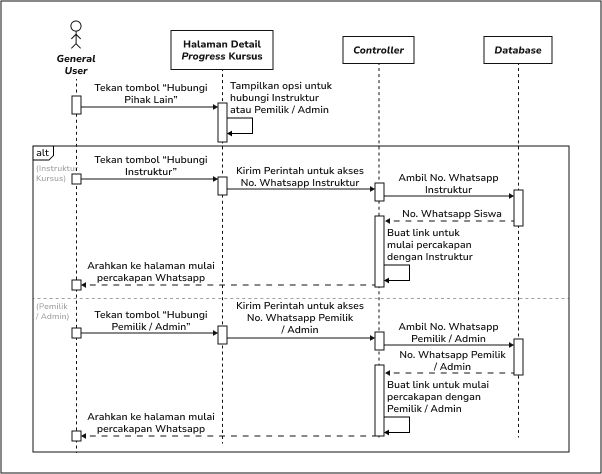 General
User
Halaman Detail
Progress Kursus
Controller
Database
Tekan tombol “Hubungi
Pihak Lain”
Tampilkan opsi untuk
hubungi Instruktur
atau Pemilik / Admin
alt
(Instruktur
Kursus)
Tekan tombol “Hubungi
Instruktur”
Kirim Perintah untuk akses
No. Whatsapp Instruktur
Ambil No. Whatsapp
Instruktur
No. Whatsapp Siswa
Buat link untuk
mulai percakapan
dengan Instruktur
Arahkan ke halaman mulai
percakapan Whatsapp
(Pemilik
/ Admin)
Tekan tombol “Hubungi
Pemilik / Admin”
Kirim Perintah untuk akses
No. Whatsapp Pemilik
/ Admin
Ambil No. Whatsapp
Pemilik / Admin
No. Whatsapp Pemilik
/ Admin
Buat link untuk mulai
percakapan dengan
Pemilik / Admin
Arahkan ke halaman mulai
percakapan Whatsapp